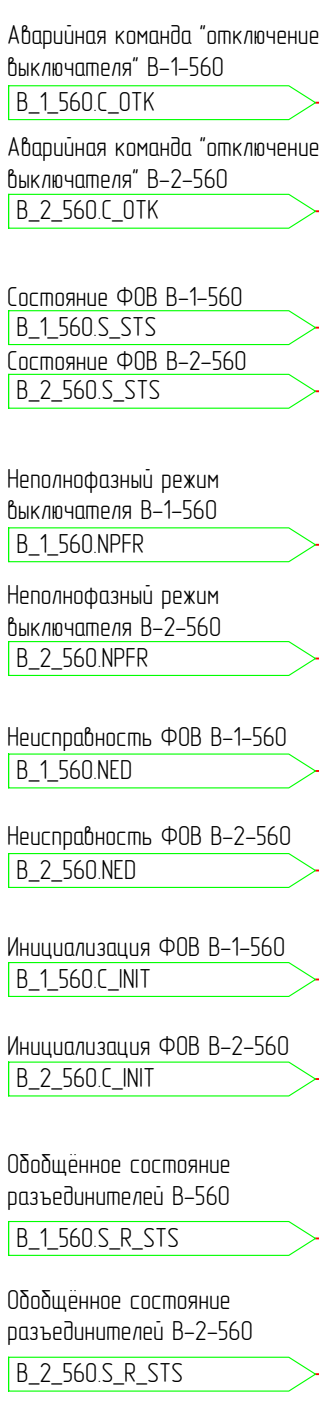 Аварийная команда "отключение
выключателя" В-1-560
B_1_560.C_OTK
Аварийная команда "отключение
выключателя" В-2-560
B_2_560.C_OTK
Состояние ФОВ В-1-560
B_1_560.S_STS
Состояние ФОВ В-2-560
B_2_560.S_STS
Неполнофазный режим
выключателя В-1-560
B_1_560.NPFR
Неполнофазный режим
выключателя В-2-560
B_2_560.NPFR
Неисправность ФОВ В-1-560
B_1_560.NED
Неисправность ФОВ В-2-560
B_2_560.NED
Инициализация ФОВ В-1-560
B_1_560.C_INIT
Инициализация ФОВ В-2-560
B_2_560.C_INIT
Обобщённое состояние
разъединителей В-560
B_1_560.S_R_STS
Обобщённое состояние
разъединителей В-2-560
B_2_560.S_R_STS